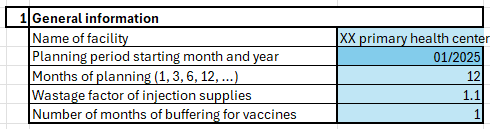 1 General information
Name of facility XX primary health center
Planning period starting month and year 01/2025
Months of planning (1, 3, 6, 12, ...) 12
Wastage factor of injection supplies 1.1
Number of months of buffering for vaccines 1